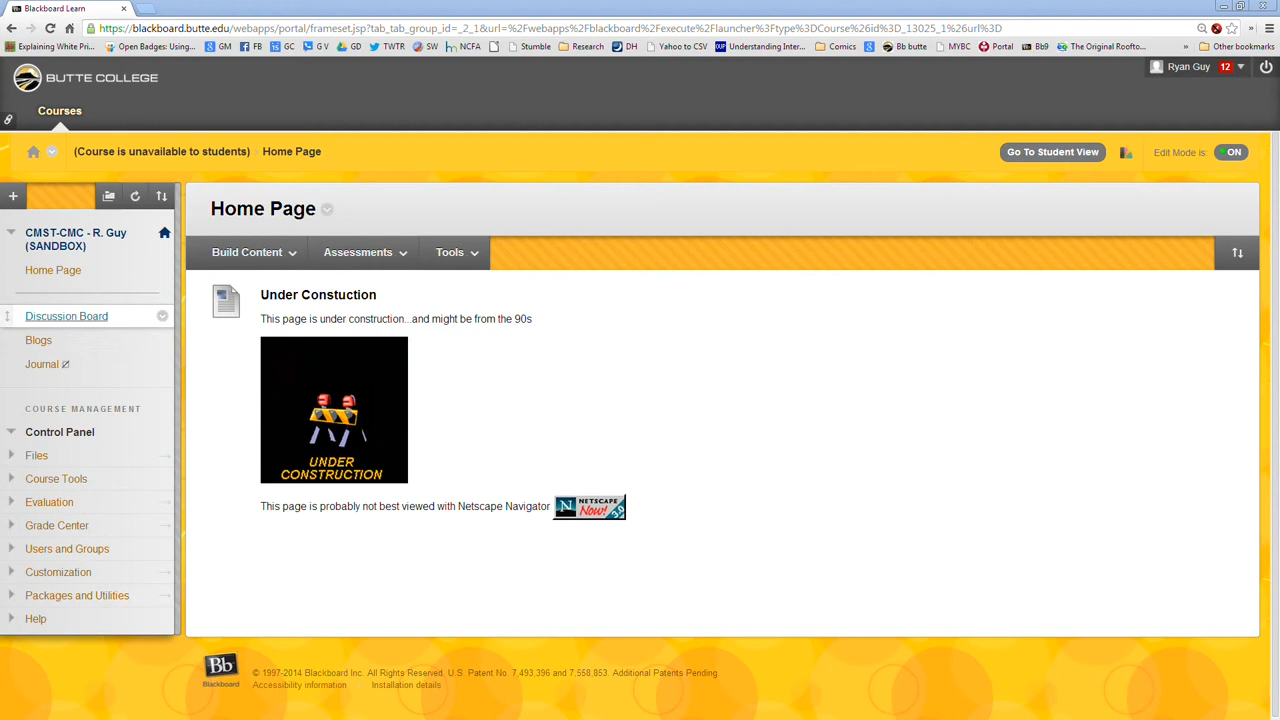 Blackboard Learn
https://blackboard.butte.edu/webapps/portal/frameset.jsp?tab_tab_group_id=_2_1&url=%2Fwebapps%2Fblackboard%2Fexecute%2Flauncher%3Ftype%3DCourse%26id%3D_13025_1%26url%3D
Explaining White Pri... Open Badges: Using... GM FB GC G V GD TWTR SW NCFA Stumble Research DH Yahoo to CSV Understanding Inter... Comics Bb butte MYBC Portal Bb9 The Original Roofto... » Other bookmarks
BUTTE COLLEGE
Ryan Guy 12
Courses
(Course is unavailable to students) Home Page
Go To Student View
Edit Mode is: ON
CMST-CMC - R. Guy
(SANDBOX)
Home Page
Discussion Board
Blogs
Journal
COURSE MANAGEMENT
Control Panel
Files
Course Tools
Evaluation
Grade Center
Users and Groups
Customization
Packages and Utilities
Help
Home Page
Build Content Assessments Tools
Under Constuction
This page is under construction...and might be from the 90s
UNDER
CONSTRUCTION
This page is probably not best viewed with Netscape Navigator
N NETSCAPE
Now! 3.0
Bb
Blackboard
© 1997-2014 Blackboard Inc. All Rights Reserved. U.S. Patent No. 7,493,396 and 7,558,853. Additional Patents Pending.
Accessibility information Installation details